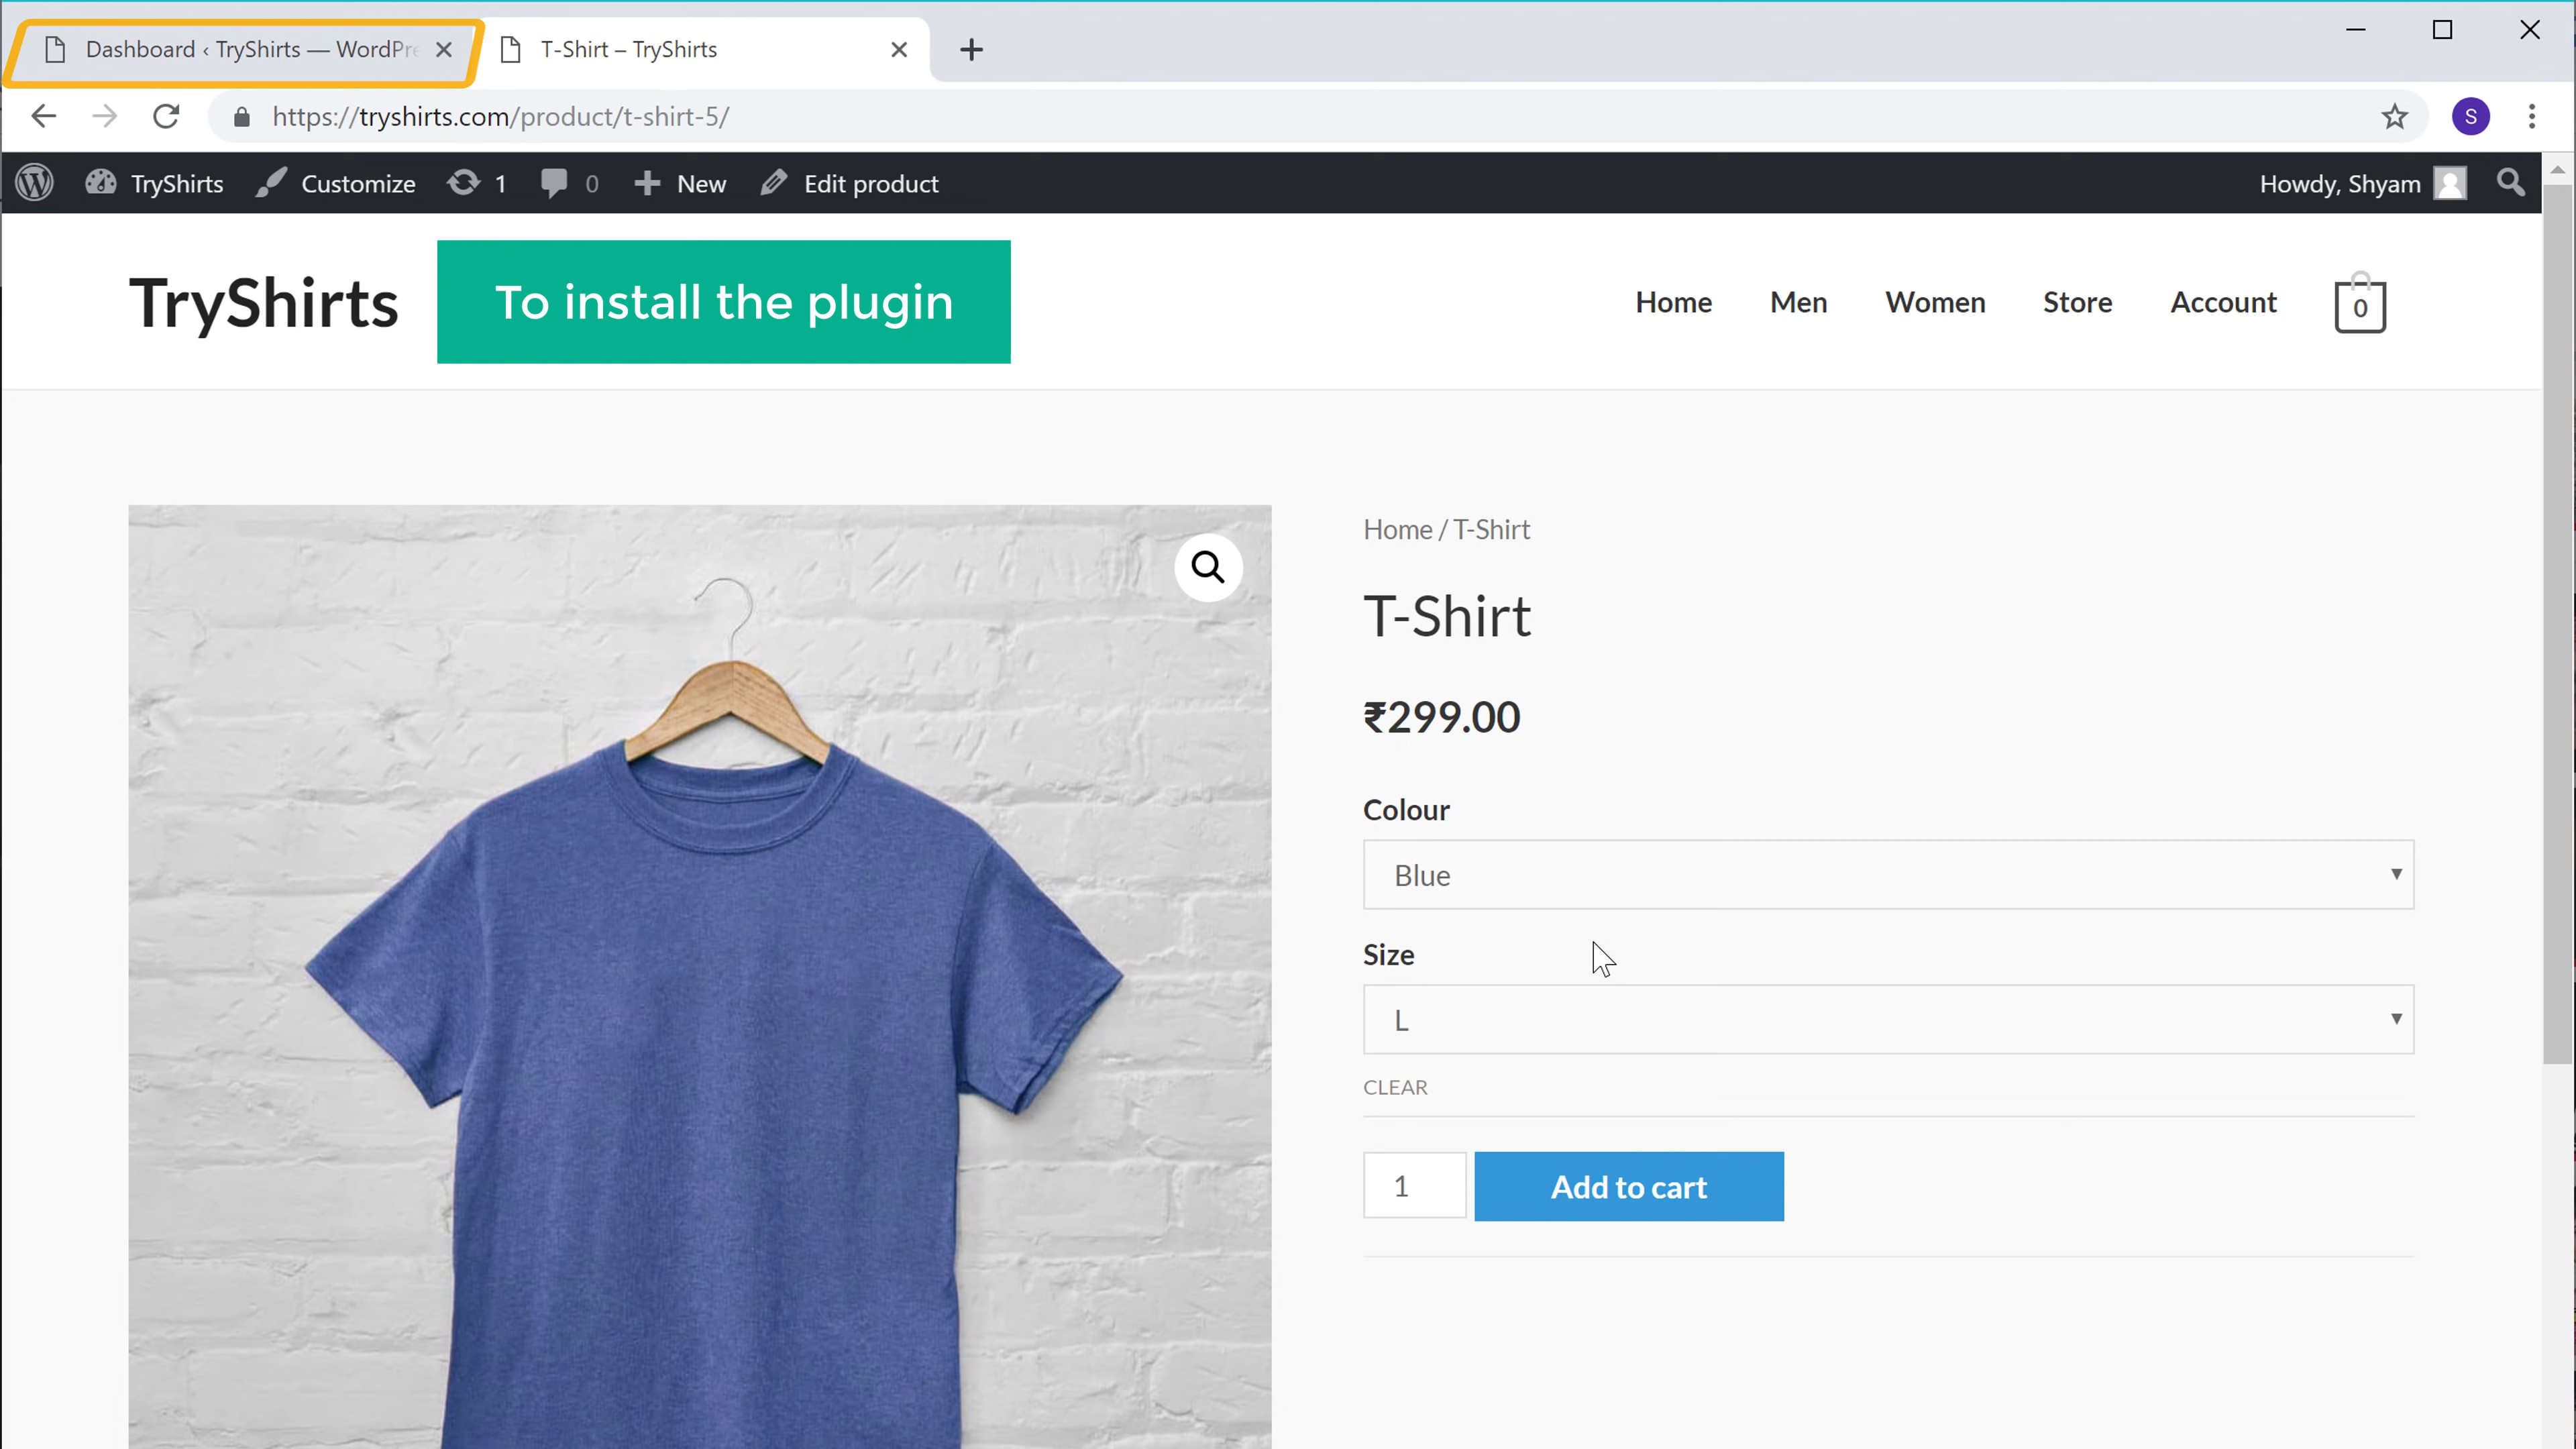 Dashboard ‹ TryShirts — WordPre
T-Shirt – TryShirts
https://tryshirts.com/product/t-shirt-5/
S
TryShirts Customize 1 0 New Edit product Howdy, Shyam
TryShirts To install the plugin Home Men Women Store Account 0
Home / T-Shirt
T-Shirt
₹299.00
Colour
Blue
Size
L
CLEAR
1 Add to cart